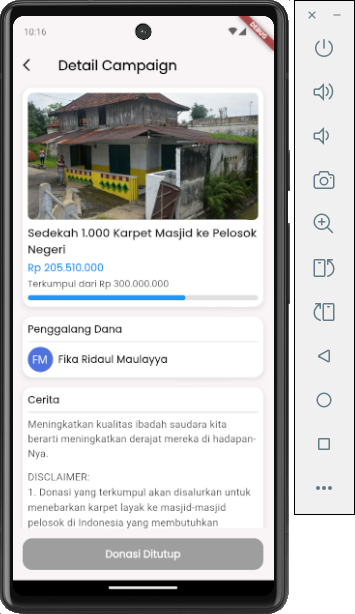 10:16
DEBUG
Detail Campaign
Sedekah 1.000 Karpet Masjid ke Pelosok
Negeri
Rp 205.510.000
Terkumpul dari Rp 300.000.000
Penggalang Dana
FM Fika Ridaul Maulayya
Cerita
Meningkatkan kualitas ibadah saudara kita
berarti meningkatkan derajat mereka di hadapan-
Nya.
DISCLAIMER:
1. Donasi yang terkumpul akan disalurkan untuk
menebarkan karpet layak ke masjid-masjid
pelosok di Indonesia yang membutuhkan
Donasi Ditutup